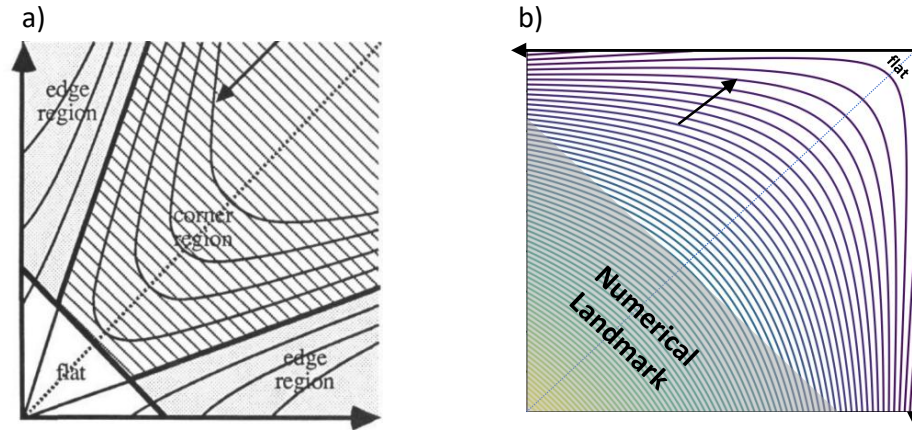 a)
b)
edge
region
corner
region
flat
edge
region
flat
Numerical
Landmark